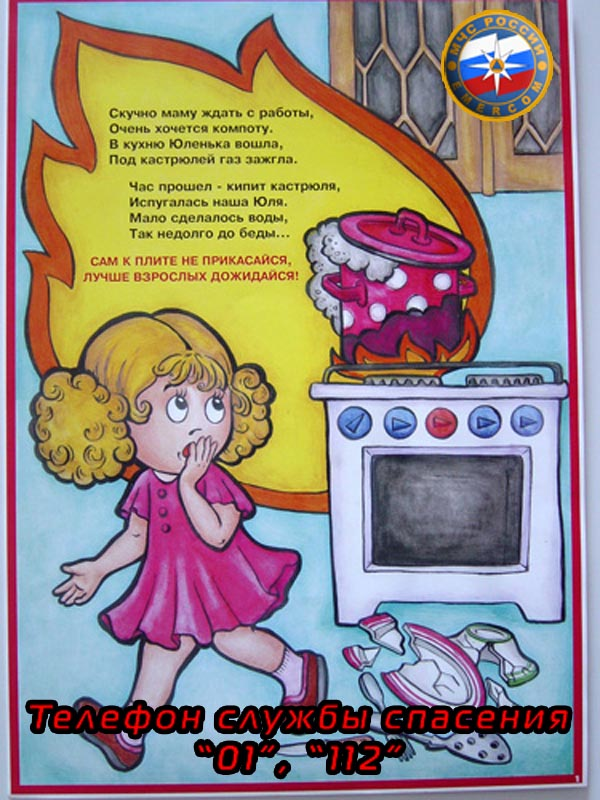 МЧС РОССИИ
EMERCOM
Скучно маму ждать с работы,
Очень хочется компоту.
В кухню Юленька вошла,
Под кастрюлей газ зажгла.
Час прошел - кипит кастрюля,
Испугалась наша Юля.
Мало сделалось воды,
Так недолго до беды...
САМ К ПЛИТЕ НЕ ПРИКАСАЙСЯ,
ЛУЧШЕ ВЗРОСЛЫХ ДОЖИДАЙСЯ!
Телефон службы спасения
“01”, “112”
1